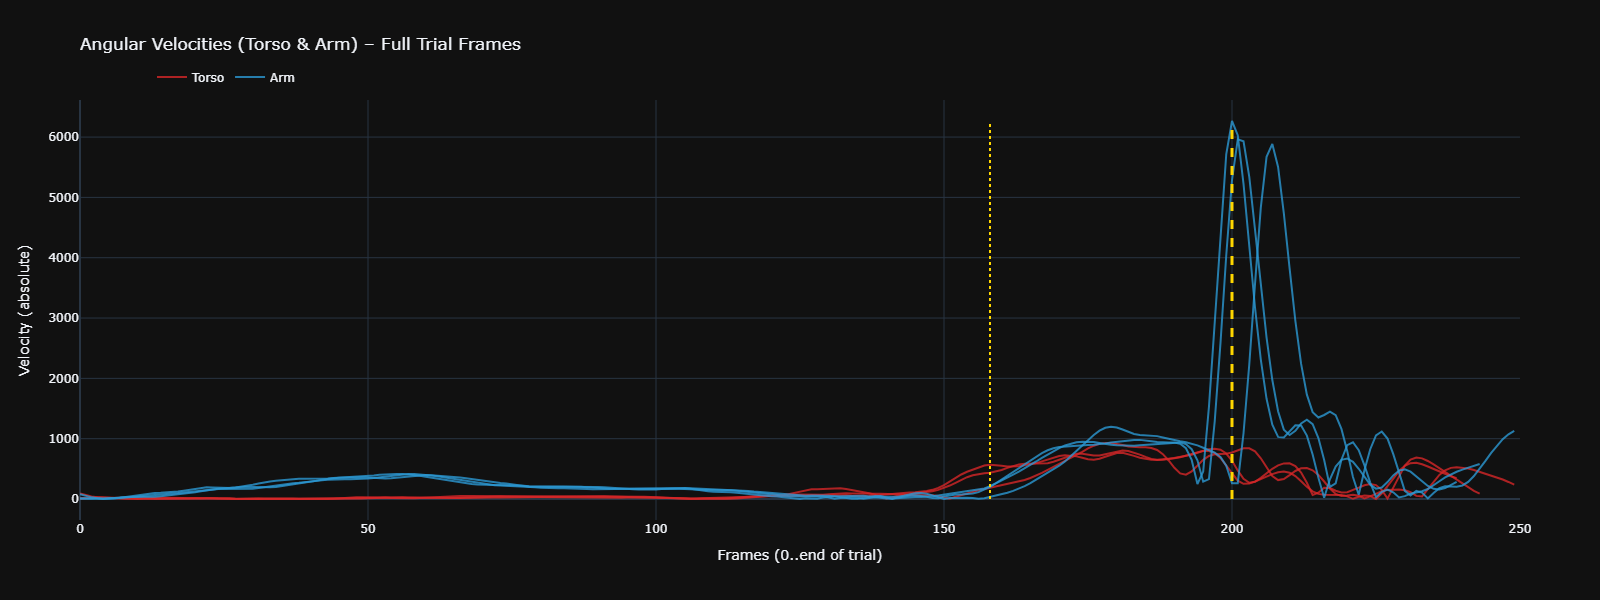 Angular Velocities (Torso & Arm) – Full Trial Frames
Torso Arm
6000
5000
4000
3000
2000
1000
0
Velocity (absolute)
0 50 100 150 200 250
Frames (0..end of trial)